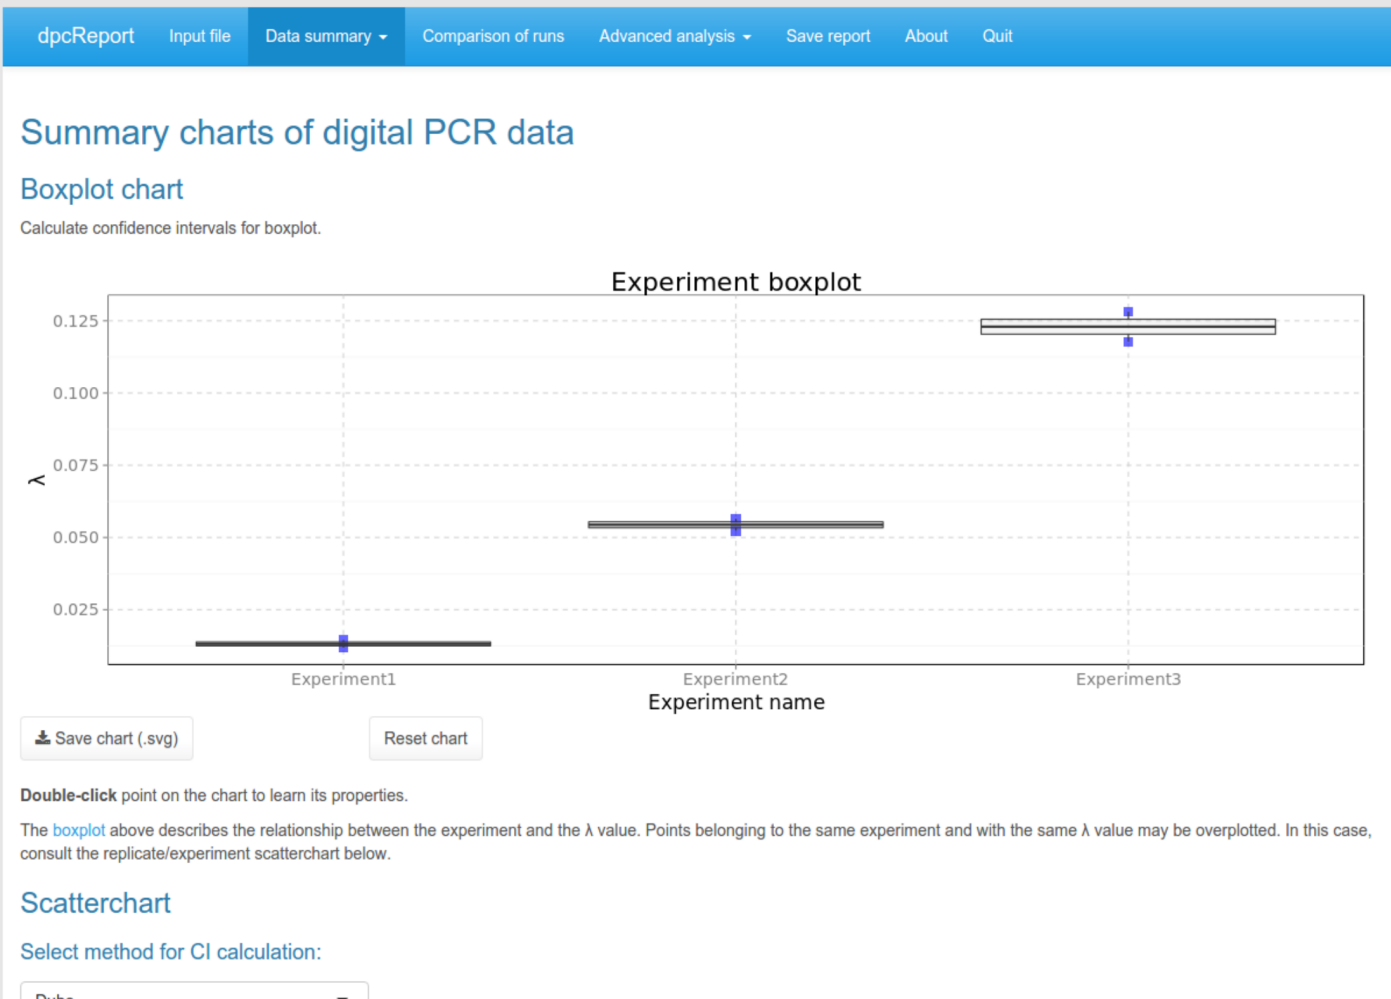 dpcReport Input file Data summary Comparison of runs Advanced analysis Save report About Quit
Summary charts of digital PCR data
Boxplot chart
Calculate confidence intervals for boxplot.
Experiment boxplot
0.125
0.100
0.075
λ
0.050
0.025
Experiment1 Experiment2 Experiment3
Experiment name
Save chart (.svg) Reset chart
Double-click point on the chart to learn its properties.
The boxplot above describes the relationship between the experiment and the λ value. Points belonging to the same experiment and with the same λ value may be overplotted. In this case,
consult the replicate/experiment scatterchart below.
Scatterchart
Select method for CI calculation: